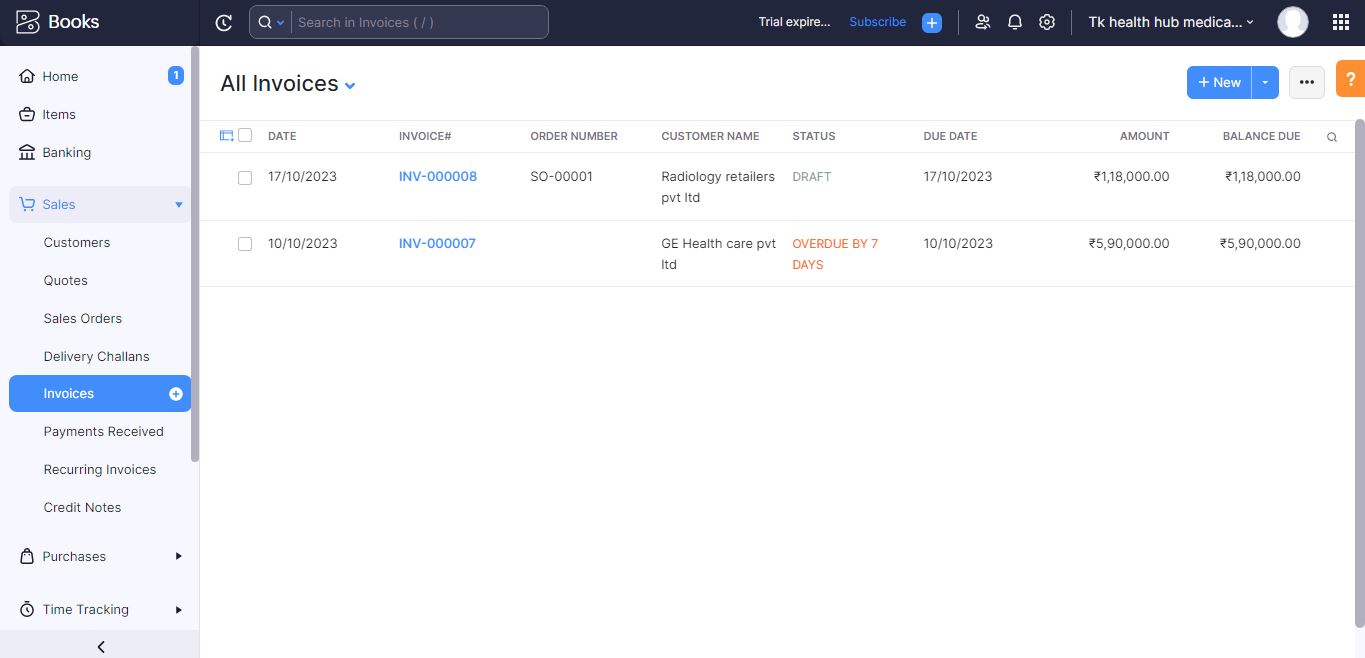 Books
Search in Invoices ( / )
Trial expire...
Subscribe
Tk health hub medica...
Home
1
Items
Banking
Sales
Customers
Quotes
Sales Orders
Delivery Challans
Invoices
Payments Received
Recurring Invoices
Credit Notes
Purchases
Time Tracking
All Invoices
+ New
?
DATE INVOICE# ORDER NUMBER CUSTOMER NAME STATUS DUE DATE AMOUNT BALANCE DUE
17/10/2023 INV-000008 SO-00001 Radiology retailers DRAFT 17/10/2023 ₹1,18,000.00 ₹1,18,000.00
pvt ltd
10/10/2023 INV-000007 GE Health care pvt OVERDUE BY 7 10/10/2023 ₹5,90,000.00 ₹5,90,000.00
ltd DAYS